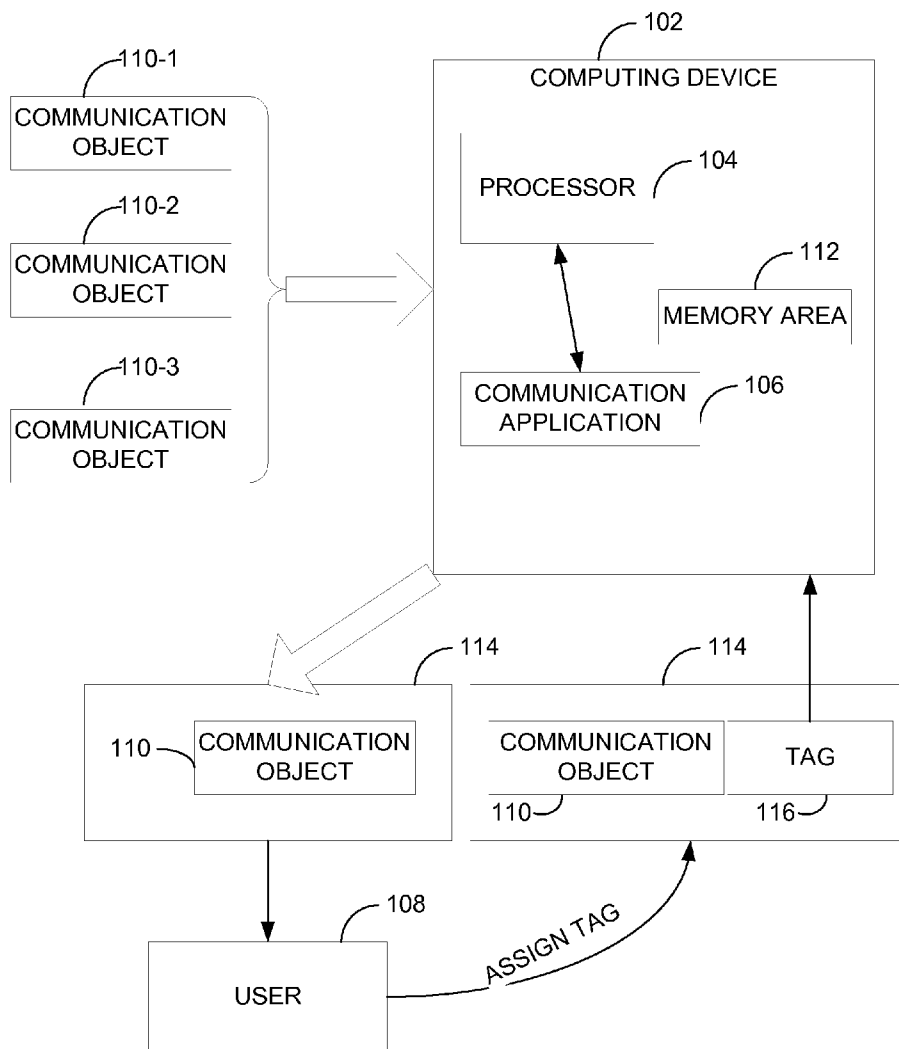 102
COMPUTING DEVICE
110-1
COMMUNICATION
OBJECT
104
PROCESSOR
110-2
COMMUNICATION
OBJECT
112
MEMORY AREA
110-3
COMMUNICATION
OBJECT
COMMUNICATION
APPLICATION
106
114
114
110
COMMUNICATION
OBJECT
COMMUNICATION
OBJECT
TAG
110
116
108
USER
ASSIGN TAG